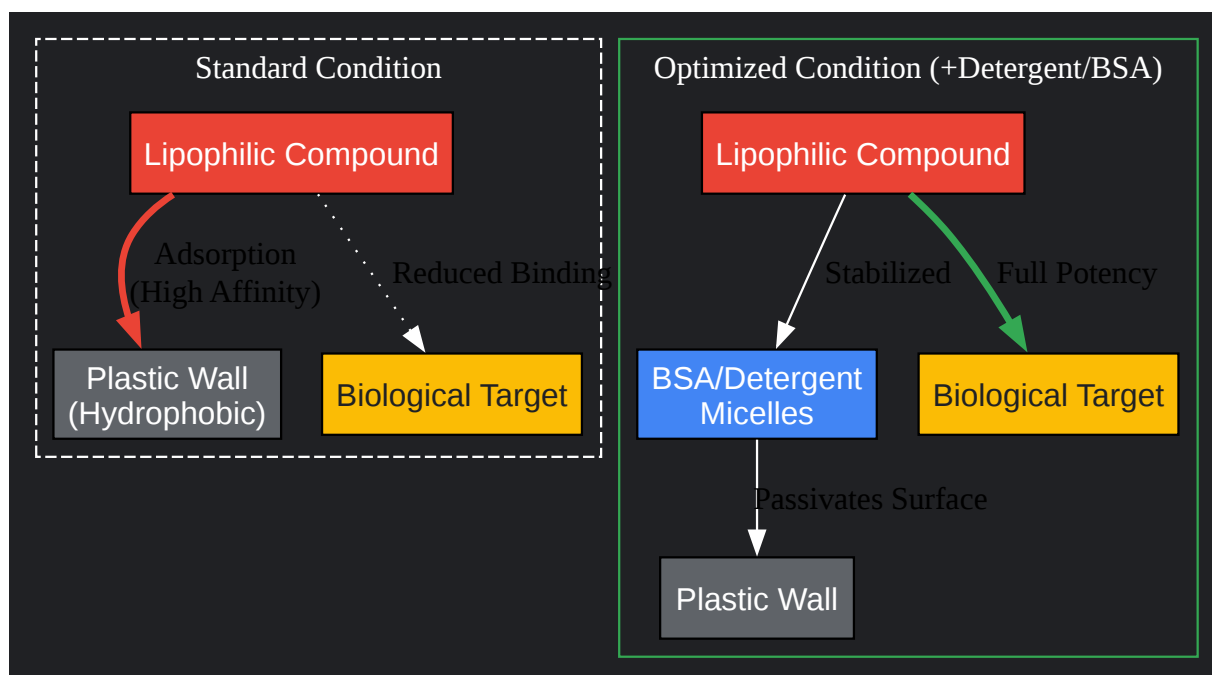 Standard Condition
Lipophilic Compound
Adsorption
(High Affinity)
Reduced Binding
Plastic Wall
(Hydrophobic)
Biological Target
Optimized Condition (+Detergent/BSA)
Lipophilic Compound
Stabilized
Full Potency
BSA/Detergent
Micelles
Biological Target
Passivates Surface
Plastic Wall